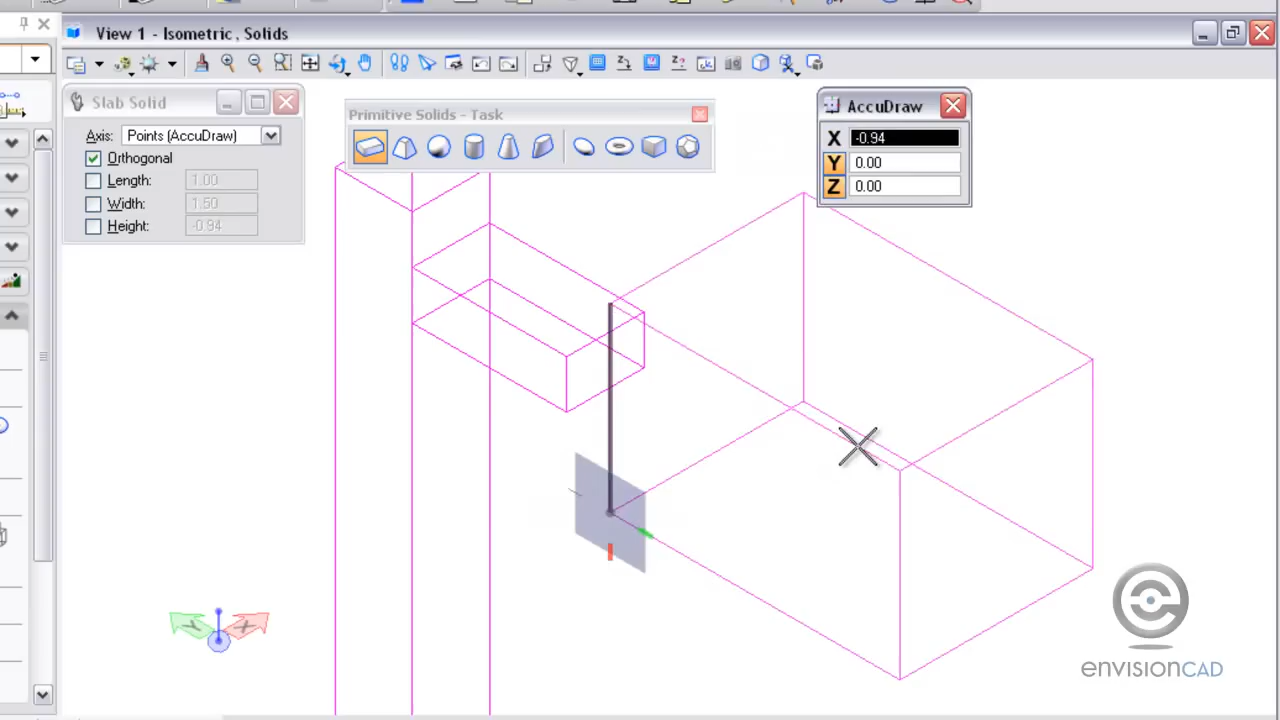 View 1 - Isometric , Solids
Slab Solid
Axis: Points (AccuDraw)
Orthogonal
Length: 1.00
Width: 1.50
Height: -0.94
Primitive Solids - Task
AccuDraw
X -0.94
Y 0.00
Z 0.00
Y X
envisionCAD